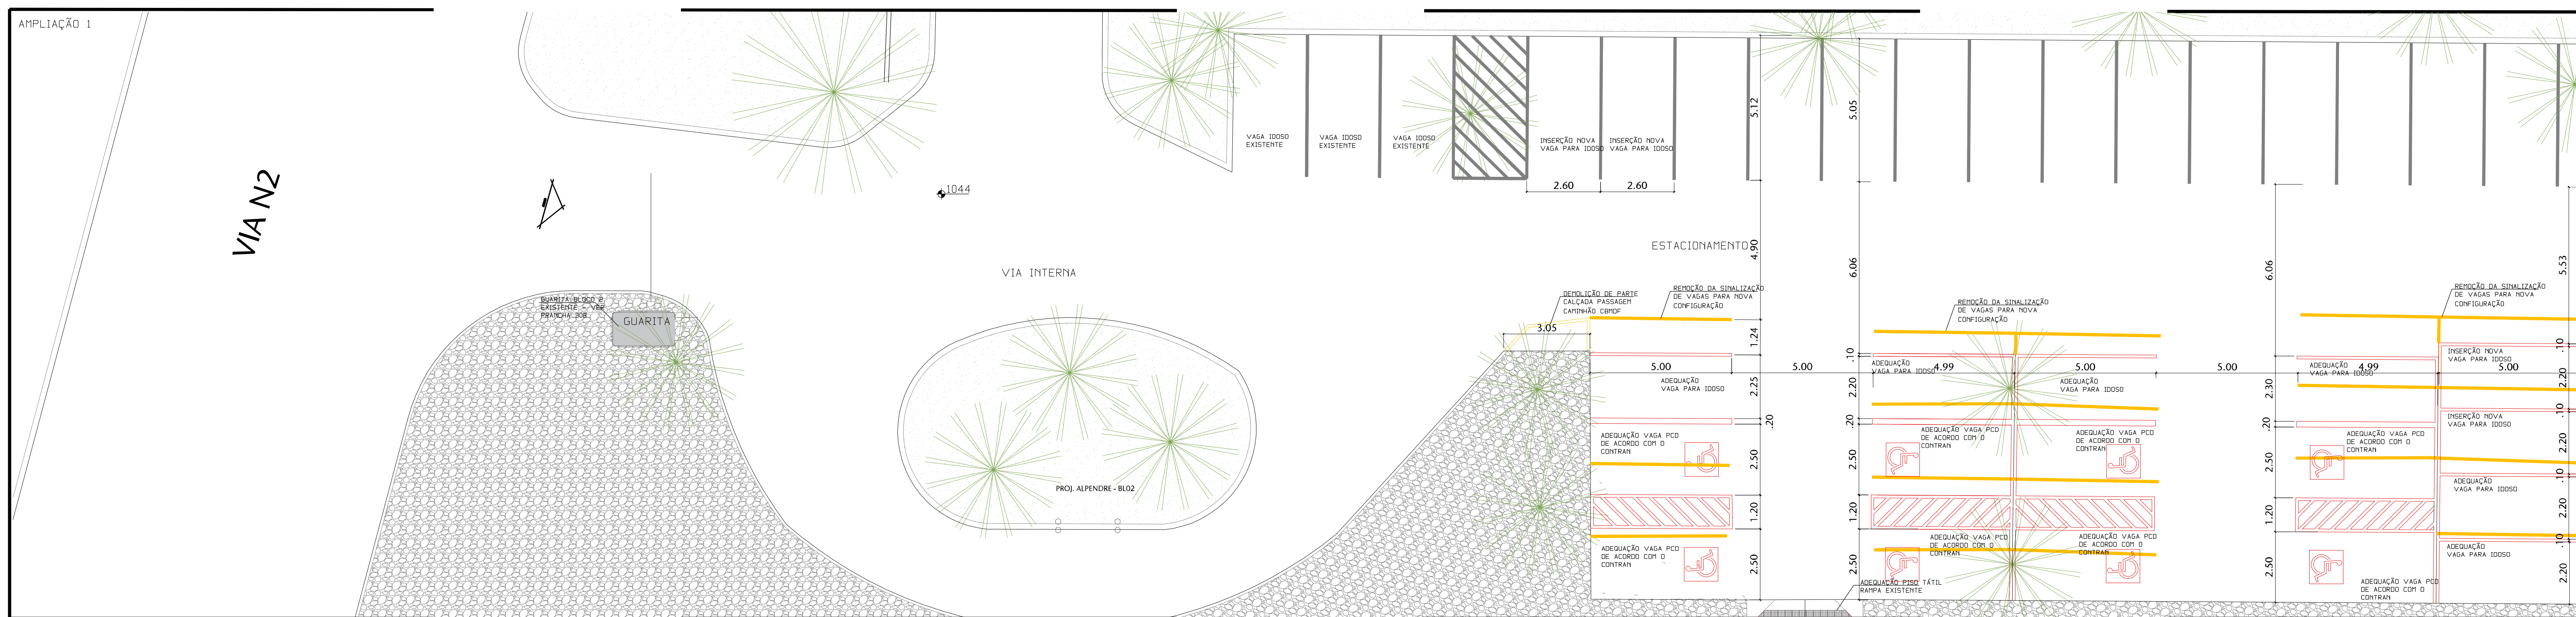 AMPLIAÇÃO 1
VIA N2
1044
VIA INTERNA
GUARITA BLOCO 2
EXISTENTE - VER
PRANCHA 308
GUARITA
PROJ. ALPENDRE - BL02
VAGA IDOSO
EXISTENTE
VAGA IDOSO
EXISTENTE
VAGA IDOSO
EXISTENTE
INSERÇÃO NOVA
VAGA PARA IDOSO
INSERÇÃO NOVA
VAGA PARA IDOSO
2.60
2.60
5.12
5.05
ESTACIONAMENTO
4.90
6.06
6.06
5.53
DEMOLIÇÃO DE PARTE
CALÇADA PASSAGEM
CAMINHÃO CBMDF
3.05
REMOÇÃO DA SINALIZAÇÃO
DE VAGAS PARA NOVA
CONFIGURAÇÃO
REMOÇÃO DA SINALIZAÇÃO
DE VAGAS PARA NOVA
CONFIGURAÇÃO
REMOÇÃO DA SINALIZAÇÃO
DE VAGAS PARA NOVA
CONFIGURAÇÃO
5.00
5.00
4.99
5.00
5.00
4.99
5.00
ADEQUAÇÃO
VAGA PARA IDOSO
ADEQUAÇÃO VAGA PCD
DE ACORDO COM O
CONTRAN
ADEQUAÇÃO VAGA PCD
DE ACORDO COM O
CONTRAN
1.24
2.25
.20
2.50
1.20
2.50
.10
2.20
.20
2.50
1.20
2.50
ADEQUAÇÃO
VAGA PARA IDOSO
ADEQUAÇÃO
VAGA PARA IDOSO
ADEQUAÇÃO VAGA PCD
DE ACORDO COM O
CONTRAN
ADEQUAÇÃO VAGA PCD
DE ACORDO COM O
CONTRAN
ADEQUAÇÃO VAGA PCD
DE ACORDO COM O
CONTRAN
ADEQUAÇÃO VAGA PCD
DE ACORDO COM O
CONTRAN
ADEQUAÇÃO PISO TÁTIL
RAMPA EXISTENTE
2.30
.20
2.50
1.20
2.50
ADEQUAÇÃO
VAGA PARA IDOSO
ADEQUAÇÃO VAGA PCD
DE ACORDO COM O
CONTRAN
ADEQUAÇÃO VAGA PCD
DE ACORDO COM O
CONTRAN
INSERÇÃO NOVA
VAGA PARA IDOSO
INSERÇÃO NOVA
VAGA PARA IDOSO
ADEQUAÇÃO
VAGA PARA IDOSO
ADEQUAÇÃO
VAGA PARA IDOSO
.10
2.20
.10
2.20
.10
2.20
.10
2.20